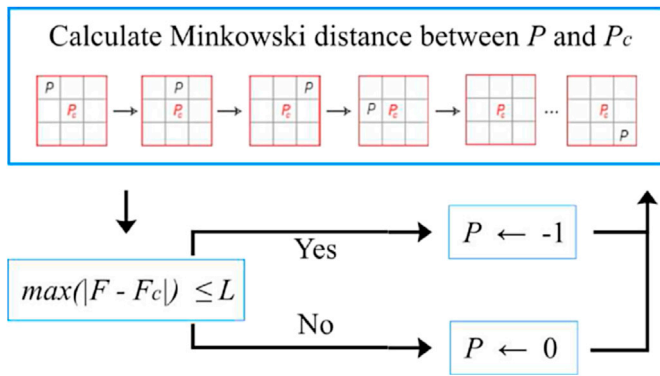 Calculate Minkowski distance between P and Pc
P P P
Pc Pc Pc P Pc Pc ... Pc
P
Yes
P ← -1
max(|F - Fc|) ≤ L
No
P ← 0